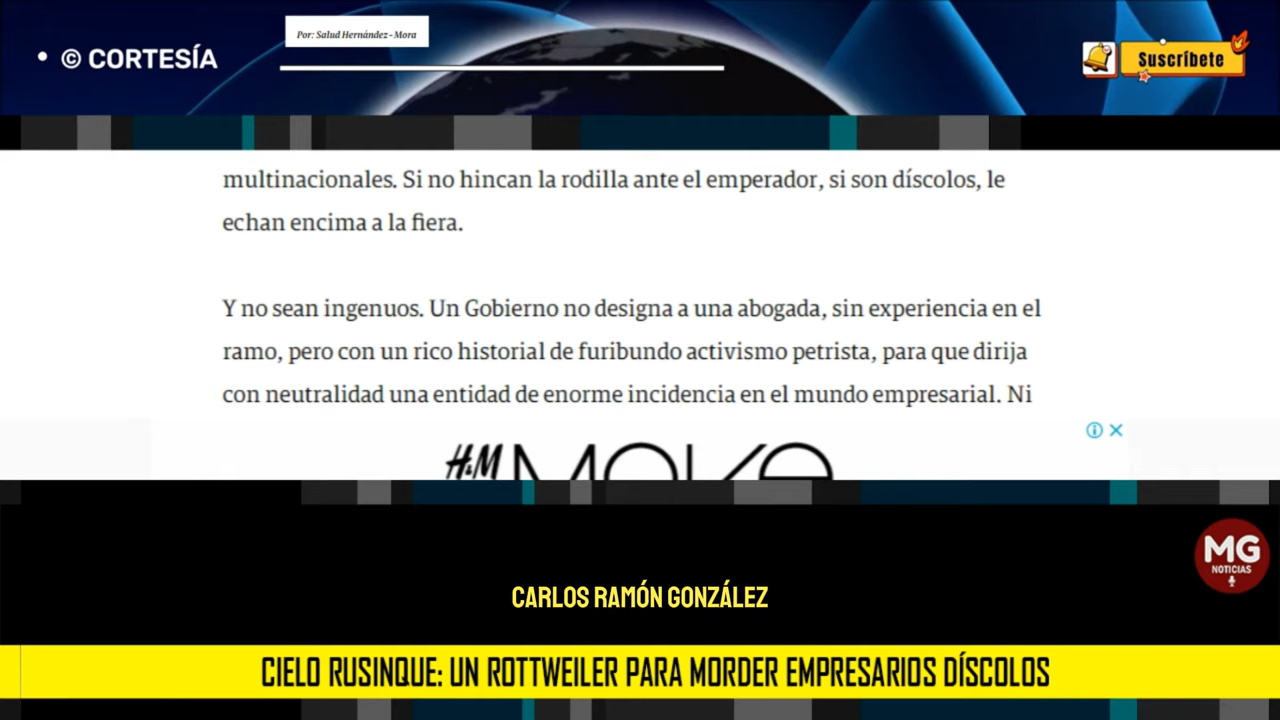 Por: Salud Hernández-Mora
• © CORTESÍA
Suscríbete
multinacionales. Si no hincan la rodilla ante el emperador, si son díscolos, le
echan encima a la fiera.
Y no sean ingenuos. Un Gobierno no designa a una abogada, sin experiencia en el
ramo, pero con un rico historial de furibundo activismo petrista, para que dirija
con neutralidad una entidad de enorme incidencia en el mundo empresarial. Ni
H&M MOVE
MG
NOTICIAS
CARLOS RAMÓN GONZÁLEZ
CIELO RUSINQUE: UN ROTTWEILER PARA MORDER EMPRESARIOS DÍSCOLOS